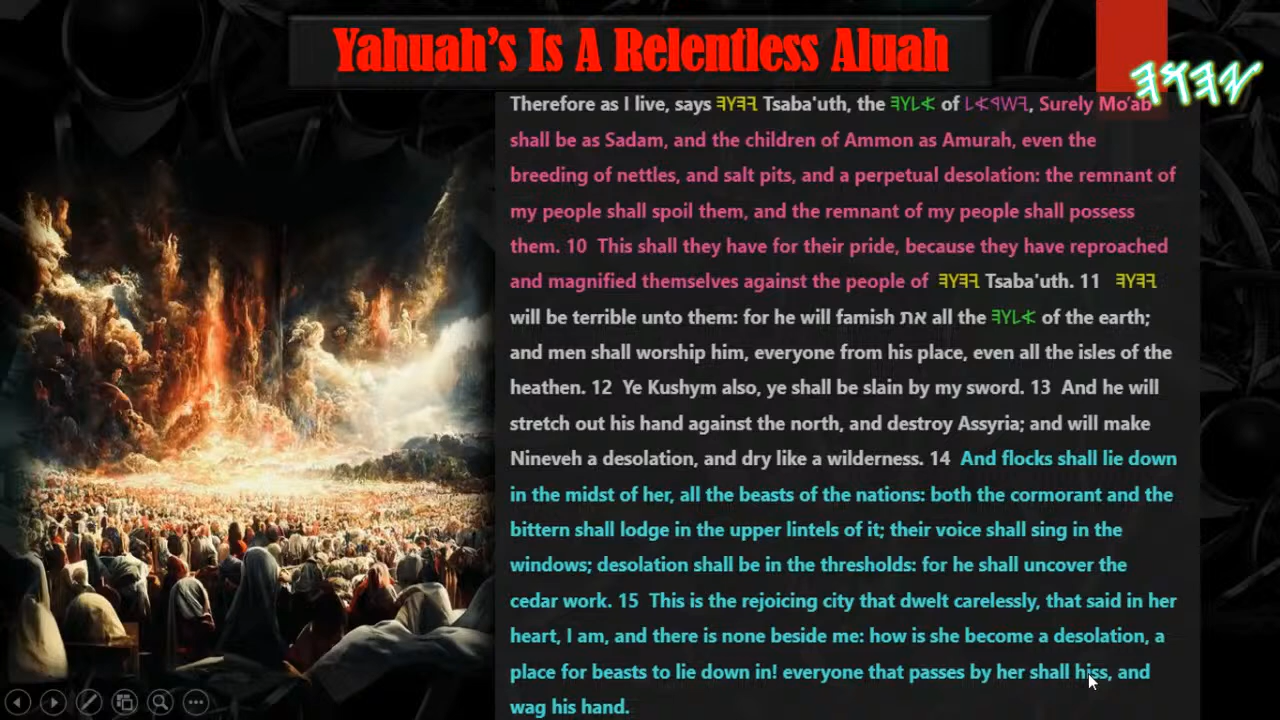 Yahuah’s Is A Relentless Aluah
𐤉𐤄𐤅𐤄
Therefore as I live, says 𐤉𐤄𐤅𐤄 Tsaba'uth, the 𐤀𐤋𐤅𐤄 of 𐤉𐤔𐤓𐤀𐤋, Surely Mo’ab
shall be as Sadam, and the children of Ammon as Amurah, even the
breeding of nettles, and salt pits, and a perpetual desolation: the remnant of
my people shall spoil them, and the remnant of my people shall possess
them. 10 This shall they have for their pride, because they have reproached
and magnified themselves against the people of 𐤉𐤄𐤅𐤄 Tsaba'uth. 11 𐤉𐤄𐤅𐤄
will be terrible unto them: for he will famish את all the 𐤀𐤋𐤅𐤄 of the earth;
and men shall worship him, everyone from his place, even all the isles of the
heathen. 12 Ye Kushym also, ye shall be slain by my sword. 13 And he will
stretch out his hand against the north, and destroy Assyria; and will make
Nineveh a desolation, and dry like a wilderness. 14 And flocks shall lie down
in the midst of her, all the beasts of the nations: both the cormorant and the
bittern shall lodge in the upper lintels of it; their voice shall sing in the
windows; desolation shall be in the thresholds: for he shall uncover the
cedar work. 15 This is the rejoicing city that dwelt carelessly, that said in her
heart, I am, and there is none beside me: how is she become a desolation, a
place for beasts to lie down in! everyone that passes by her shall hiss, and
wag his hand.